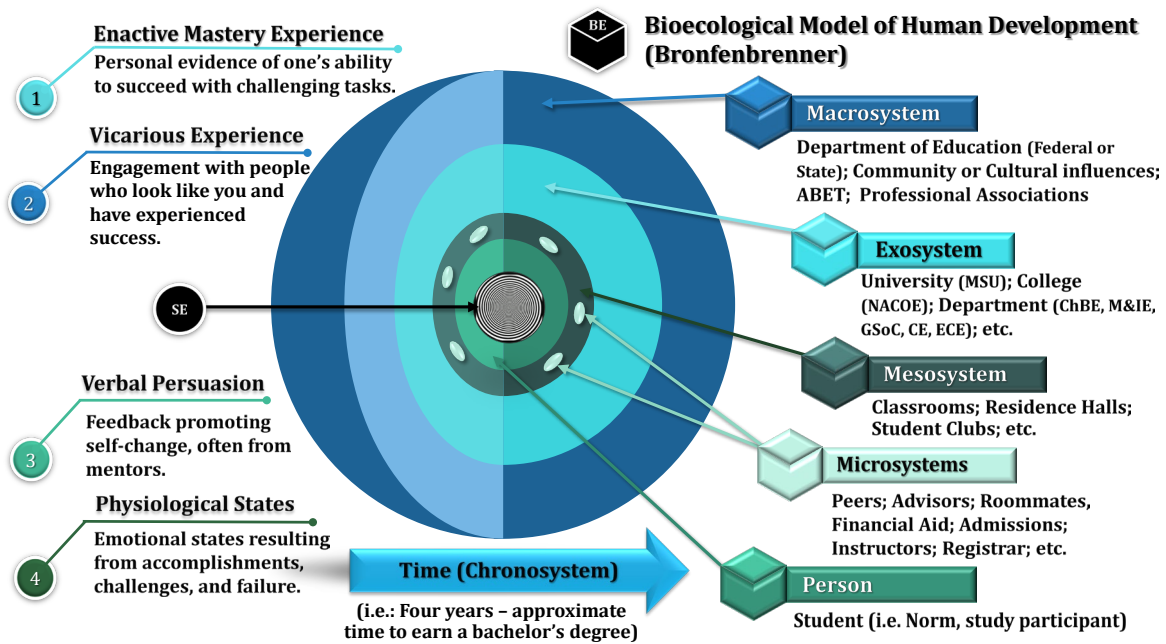 Enactive Mastery Experience
Personal evidence of one's ability
to succeed with challenging tasks.
1
Vicarious Experience
Engagement with people
who look like you and
have experienced
success.
2
SE
Verbal Persuasion
Feedback promoting
self-change, often from
mentors.
3
Physiological States
Emotional states resulting
from accomplishments,
challenges, and failure.
4
Time (Chronosystem)
(i.e.: Four years – approximate
time to earn a bachelor's degree)
BE
Bioecological Model of Human Development
(Bronfenbrenner)
Macrosystem
Department of Education (Federal or
State); Community or Cultural influences;
ABET; Professional Associations
Exosystem
University (MSU); College
(NACOE); Department (ChBE, M&IE,
GSoC, CE, ECE); etc.
Mesosystem
Classrooms; Residence Halls;
Student Clubs; etc.
Microsystems
Peers; Advisors; Roommates,
Financial Aid; Admissions;
Instructors; Registrar; etc.
Person
Student (i.e. Norm, study participant)